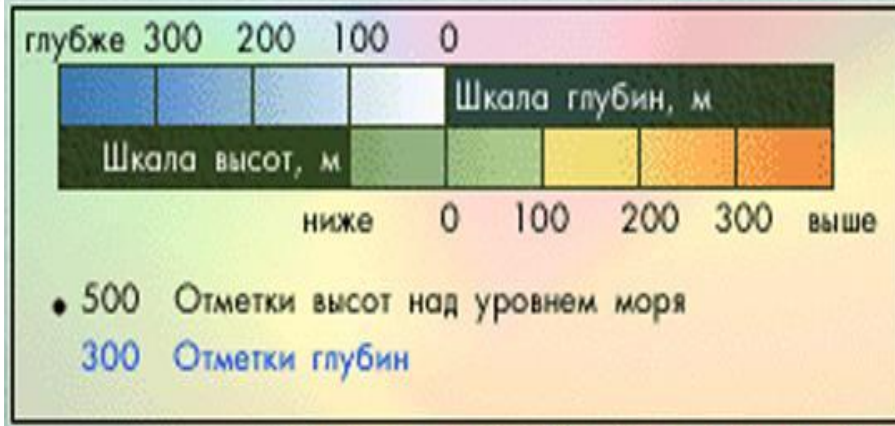 глубже 300 200 100 0
Шкала глубин, м
Шкала высот, м
ниже 0 100 200 300 выше
500 Отметки высот над уровнем моря
300 Отметки глубин